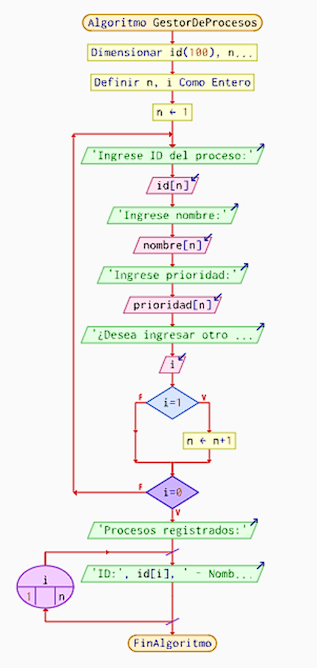 Algoritmo GestorDeProcesos
Dimensionar id(100), n...
Definir n, i Como Entero
n ← 1
'Ingrese ID del proceso:'
id[n]
'Ingrese nombre:'
nombre[n]
'Ingrese prioridad:'
prioridad[n]
'¿Desea ingresar otro ...
i
i=1
F
V
n ← n+1
i=0
F
V
'Procesos registrados:'
i
1
n
'ID:', id[i], ' - Nomb...
FinAlgoritmo